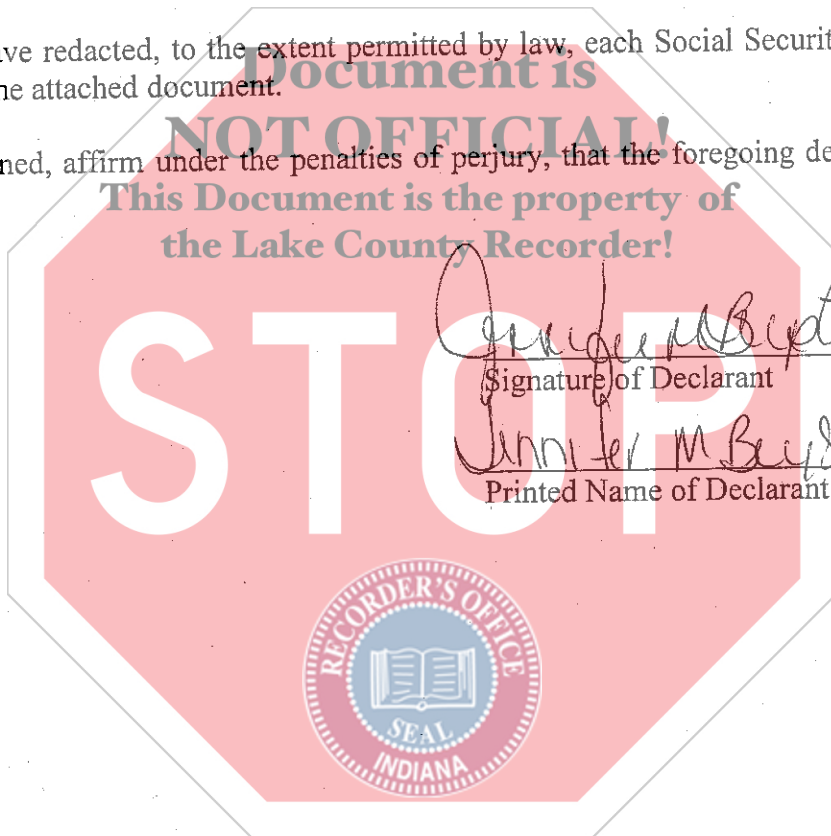 ve redacted, to the extent permitted by law, each Social Securit
Document is
he attached document.
NOT OFFICIAL!
ned, affirm under the penalties of perjury, that the foregoing de
This Document is the property of
the Lake County Recorder!
STOP
Jennifer M
Signature of Declarant
Jennifer M
Printed Name of Declarant
RECORDER'S OFFICE
SEAL
INDIANA